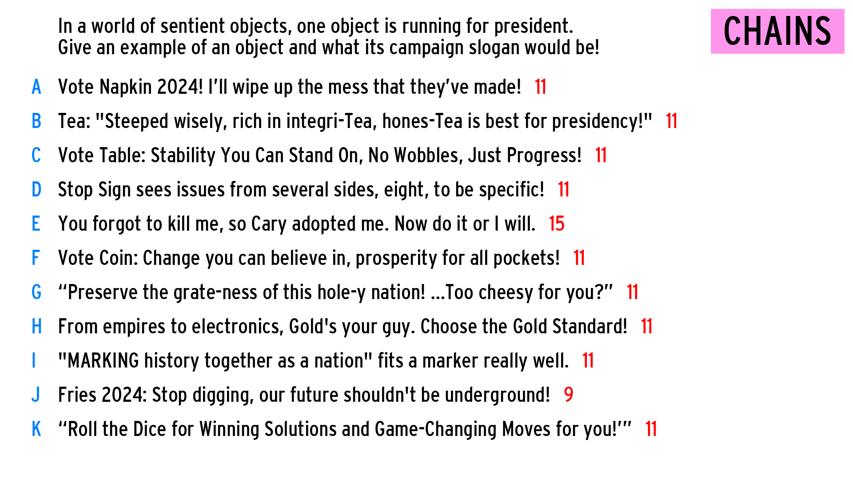 In a world of sentient objects, one object is running for president.
Give an example of an object and what its campaign slogan would be!
CHAINS
A Vote Napkin 2024! I’ll wipe up the mess that they’ve made! 11
B Tea: "Steeped wisely, rich in integri-Tea, hones-Tea is best for presidency!" 11
C Vote Table: Stability You Can Stand On, No Wobbles, Just Progress! 11
D Stop Sign sees issues from several sides, eight, to be specific! 11
E You forgot to kill me, so Cary adopted me. Now do it or I will. 15
F Vote Coin: Change you can believe in, prosperity for all pockets! 11
G “Preserve the grate-ness of this hole-y nation! ...Too cheesy for you?” 11
H From empires to electronics, Gold's your guy. Choose the Gold Standard! 11
I "MARKING history together as a nation" fits a marker really well. 11
J Fries 2024: Stop digging, our future shouldn't be underground! 9
K “Roll the Dice for Winning Solutions and Game-Changing Moves for you!’” 11